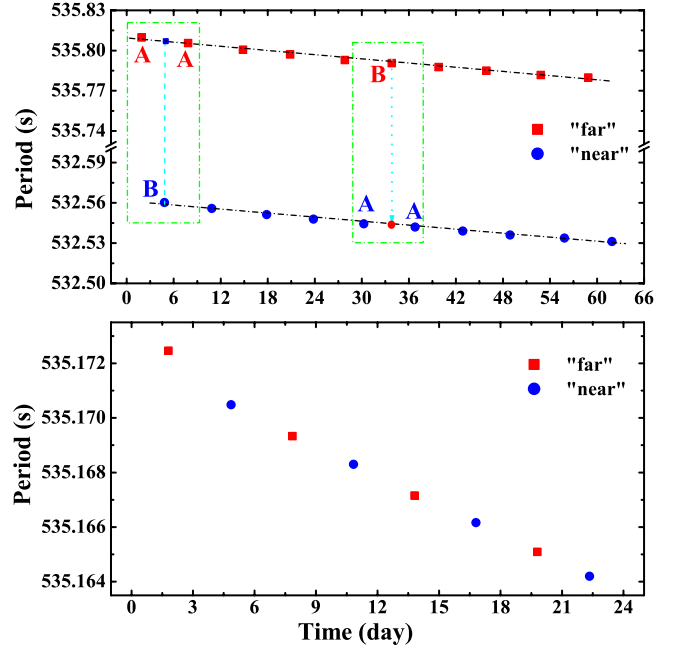 535.83
535.80
535.77
535.74
532.59
532.56
532.53
532.50
Period (s)
A A
B
"far"
"near"
B
A A
0 6 12 18 24 30 36 42 48 54 60 66
535.172
535.170
535.168
535.166
535.164
Period (s)
"far"
"near"
0 3 6 9 12 15 18 21 24
Time (day)